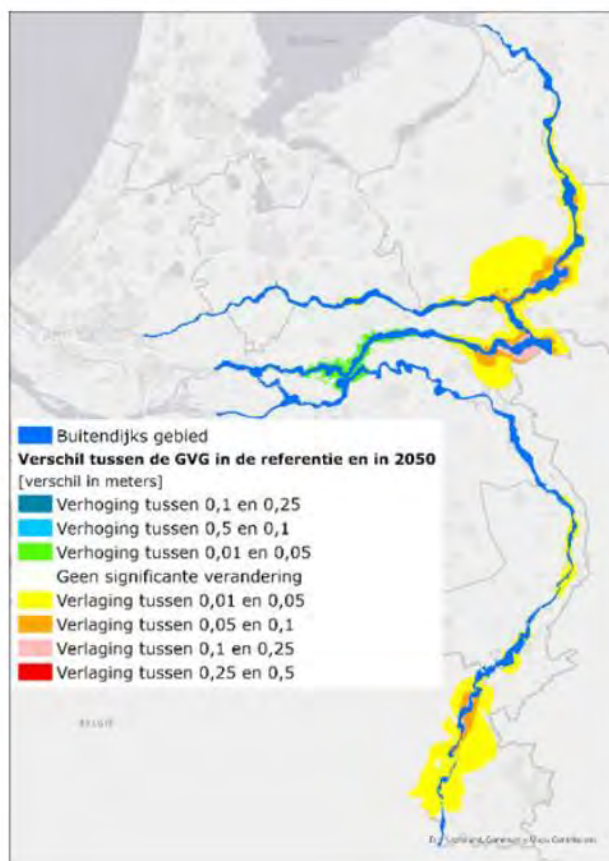 Buitendijks gebied
Verschil tussen de GVG in de referentie en in 2050
[verschil in meters]
Verhoging tussen 0,1 en 0,25
Verhoging tussen 0,5 en 0,1
Verhoging tussen 0,01 en 0,05
Geen significante verandering
Verlaging tussen 0,01 en 0,05
Verlaging tussen 0,05 en 0,1
Verlaging tussen 0,1 en 0,25
Verlaging tussen 0,25 en 0,5
BELGIË